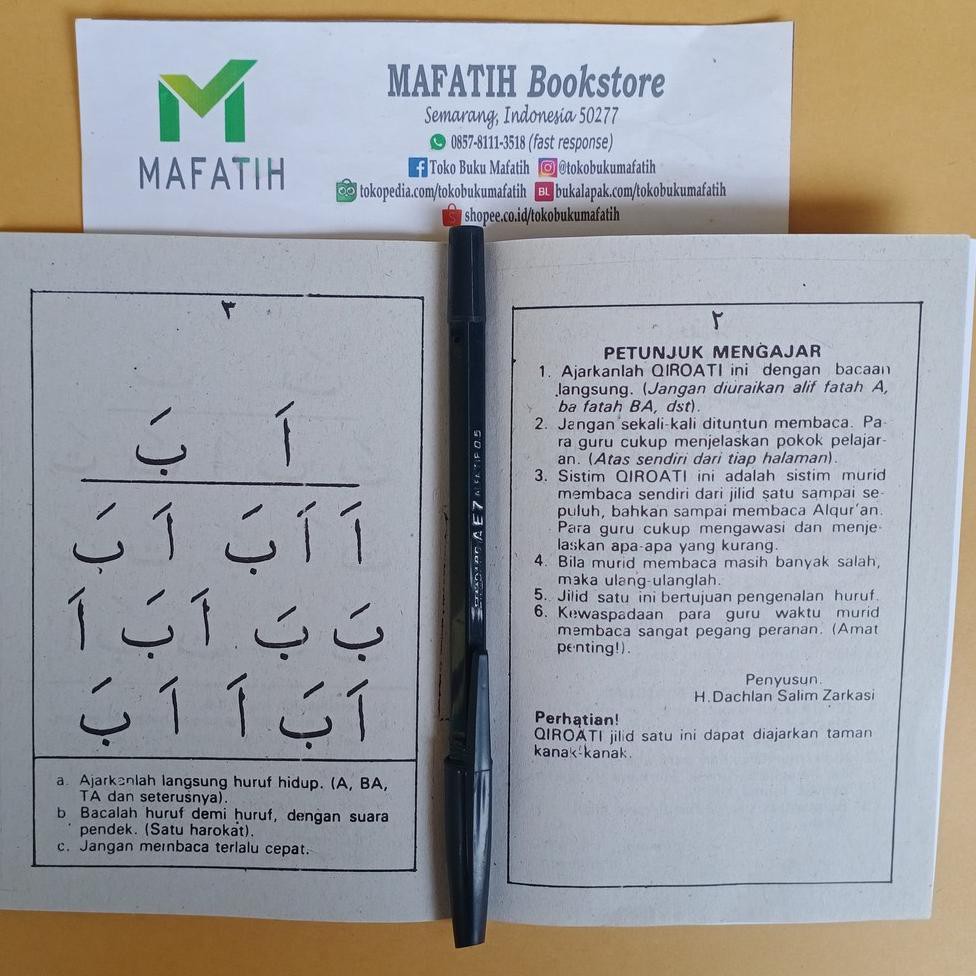 MAFATIH
MAFATIH Bookstore
Semarang, Indonesia 50277
0857-8111-3518 (fast response)
Toko Buku Mafatih @tokobukumafatih
tokopedia.com/tokobukumafatih BL bukalapak.com/tokobukumafatih
shopee.co.id/tokobukumafatih
٢
PETUNJUK MENGAJAR
1. Ajarkanlah QIROATI ini dengan bacaan
langsung. (Jangan diuraikan alif fatah A,
ba fatah BA, dst).
2. Jangan sekali-kali dituntun membaca. Pa-
ra guru cukup menjelaskan pokok pelajar-
an. (Atas sendiri dari tiap halaman).
3. Sistim QIROATI ini adalah sistim murid
membaca sendiri dari jilid satu sampai se-
puluh, bahkan sampai membaca Alqur'an.
Para guru cukup mengawasi dan menje-
laskan apa-apa yang kurang.
4. Bila murid membaca masih banyak salah,
maka ulang-ulanglah.
5. Jilid satu ini bertujuan pengenalan huruf.
6. Kewaspadaan para guru waktu murid
membaca sangat pegang peranan. (Amat
penting!).
Penyusun.
H.Dachlan Salim Zarkasi
Perhatian!
QIROATI jilid satu ini dapat diajarkan taman
kanak-kanak.
٣
اَ بَ
اَ اَ بَ اَ بَ
بَ بَ اَ بَ اَ
اَ بَ اَ اَ بَ
a. Ajarkanlah langsung huruf hidup. (A, BA,
TA dan seterusnya).
b. Bacalah huruf demi huruf, dengan suara
pendek. (Satu harokat).
c. Jangan membaca terlalu cepat.
AE7